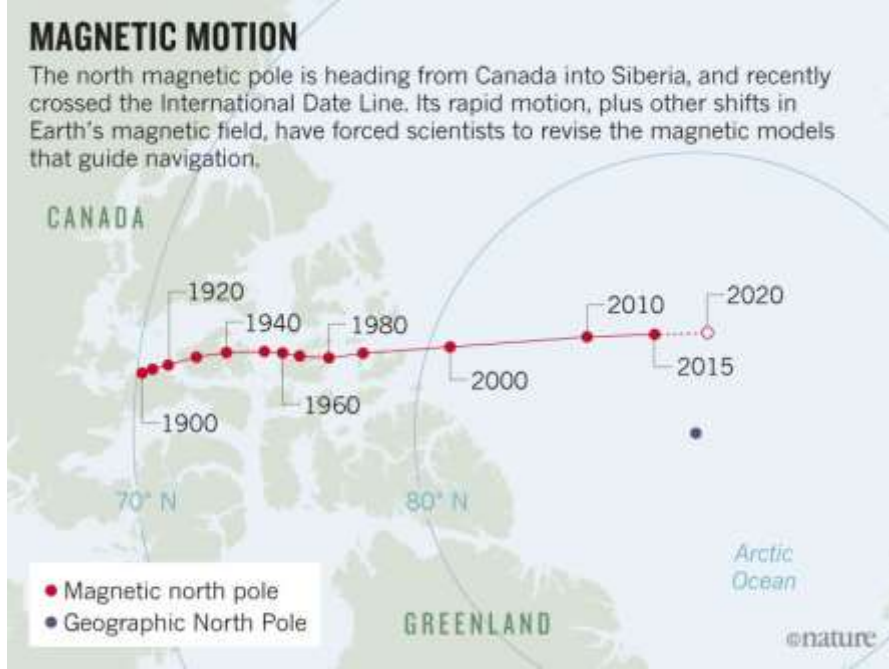 MAGNETIC MOTION
The north magnetic pole is heading from Canada into Siberia, and recently
crossed the International Date Line. Its rapid motion, plus other shifts in
Earth's magnetic field, have forced scientists to revise the magnetic models
that guide navigation.
CANADA
1920
1940
1980
2010
2020
1900
1960
2000
2015
70° N
80° N
Arctic
Ocean
Magnetic north pole
Geographic North Pole
GREENLAND
©nature